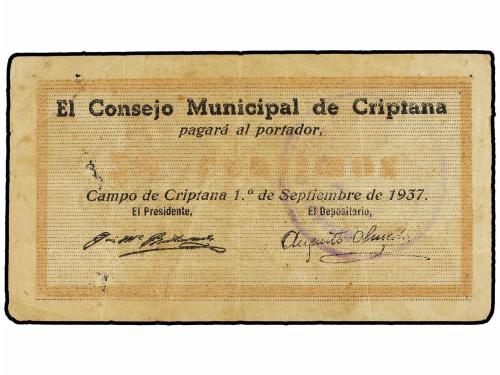 El Consejo Municipal de Criptana
pagará al portador,
Campo de Criptana 1.º de Septiembre de 1937.
El Presidente, El Depositario,
Augusto